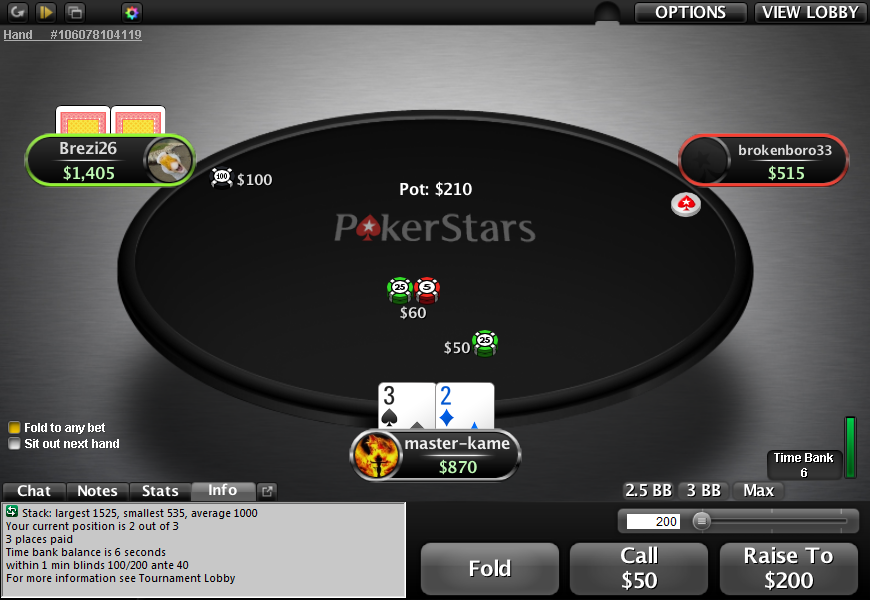 OPTIONS
VIEW LOBBY
Hand #106078104119
Brezi26
$1,405
100
$100
Pot: $210
brokenboro33
$515
PokerStars
25
5
$60
$50
25
3
2
master-kame
$870
Fold to any bet
Sit out next hand
Time Bank
6
Chat
Notes
Stats
Info
2.5 BB
3 BB
Max
Stack: largest 1525, smallest 535, average 1000
Your current position is 2 out of 3
3 places paid
Time bank balance is 6 seconds
within 1 min blinds 100/200 ante 40
For more information see Tournament Lobby
200
Fold
Call
$50
Raise To
$200